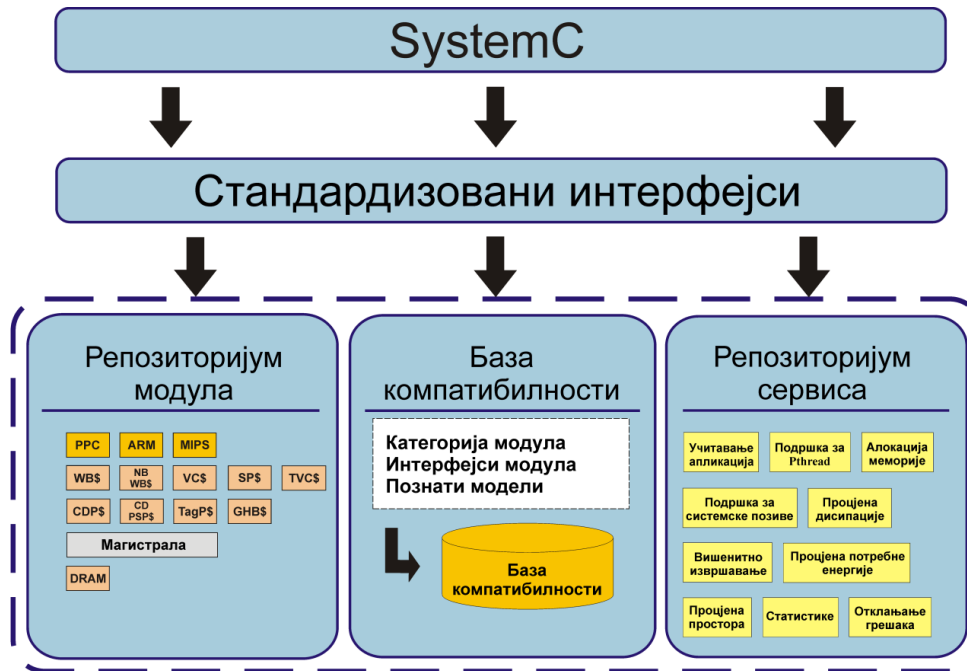 SystemC
Стандардизовани интерфејси
Репозиторијум
модула
PPC
ARM
MIPS
WB$
NB
WB$
VC$
SP$
TVC$
CDP$
CD
PSP$
TagP$
GHB$
Магистрала
DRAM
База
компатибилности
Категорија модула
Интерфејси модула
Познати модели
База
компатибилности
Репозиторијум
сервиса
Учитавање
апликација
Подршка за
Pthread
Алокација
меморије
Подршка за
системске позиве
Процјена
дисипације
Вишенитно
извршавање
Процјена потребне
енергије
Процјена
простора
Статистике
Отклањање
грешака